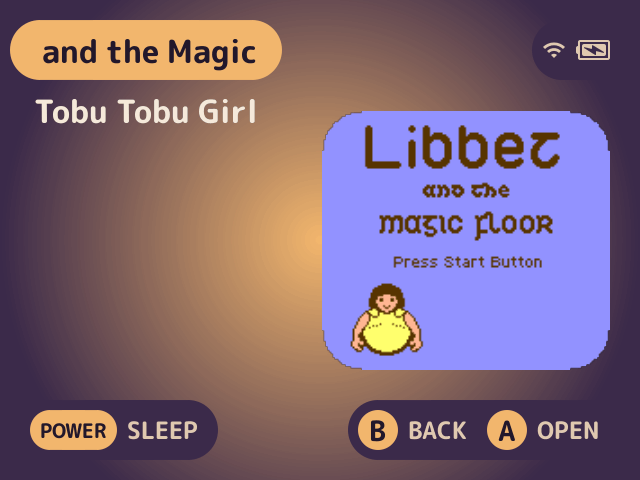 and the Magic
Tobu Tobu Girl
Libbet
and the
magic floor
Press Start Button
POWER SLEEP
B BACK A OPEN